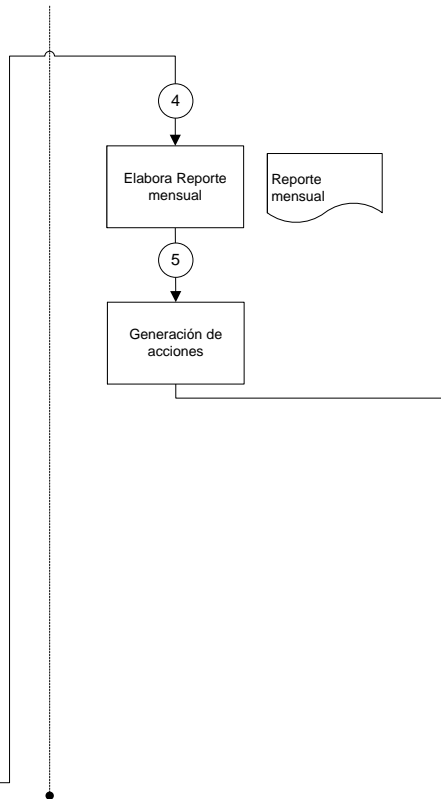 4
Elabora Reporte
mensual
Reporte
mensual
5
Generación de
acciones